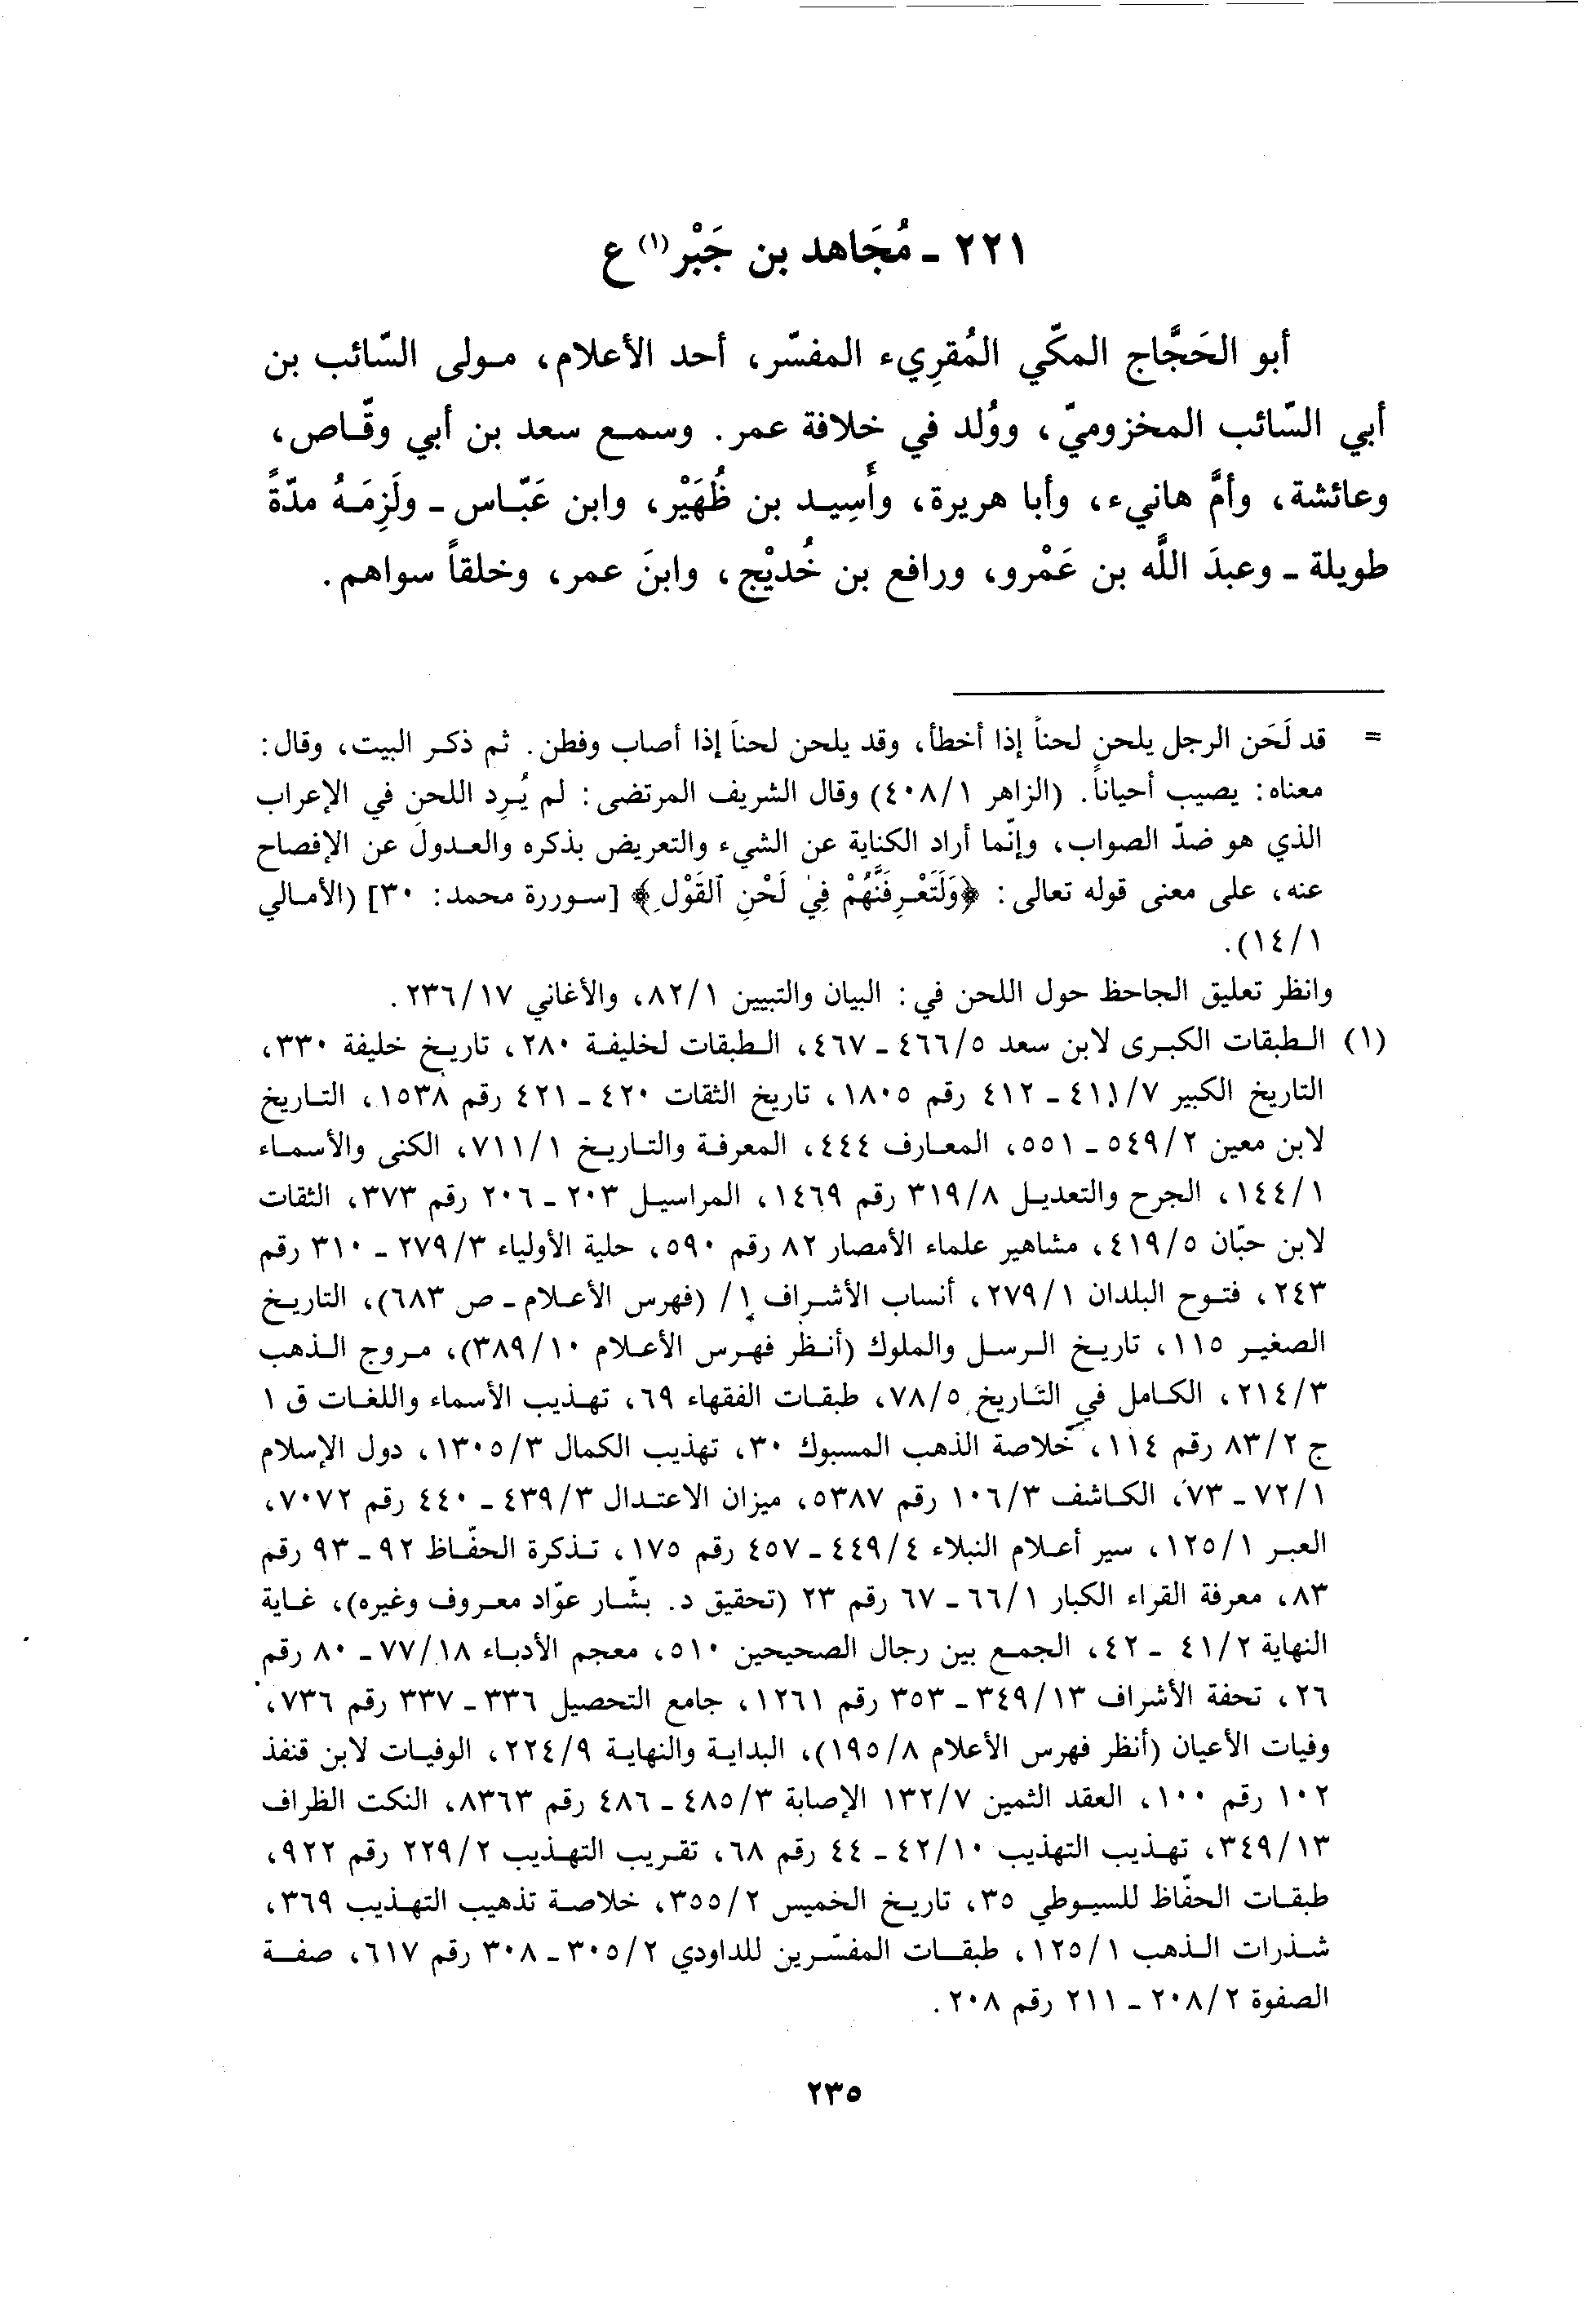 ٢٢١ ـ مُجَاهد بن جَبْر(١) ع
أبو الحَجَّاج المكّي المُقرِيء المفسّر، أحد الأعلام، مولى السّائب بن
أبي السّائب المخزوميّ، ووُلد في خلافة عمر. وسمع سعد بن أبي وقّاص،
وعائشة، وأمَّ هانيء، وأبا هريرة، وأَسِيد بن ظُهَيْر، وابن عَبّاس ـ ولَزِمَهُ مدّةً
طويلة ـ وعبدَ اللَّه بن عَمْرو، ورافع بن خُديْج، وابنَ عمر، وخلقاً سواهم.
= قد لَحَن الرجل يلحن لحناً إذا أخطأ، وقد يلحن لحناً إذا أصاب وفطن. ثم ذكر البيت، وقال:
معناه: يصيب أحياناً. (الزاهر ٤٠٨/١) وقال الشريف المرتضى: لم يُرِد اللحن في الإعراب
الذي هو ضدّ الصواب، وإنّما أراد الكناية عن الشيء والتعريض بذكره والعدول عن الإفصاح
عنه، على معنى قوله تعالى: ﴿وَلَتَعْرِفَنَّهُمْ فِي لَحْنِ ٱلقَوْلِ﴾ [سوررة محمد: ٣٠] (الأمالي
١٤/١).
وانظر تعليق الجاحظ حول اللحن في: البيان والتبيين ٨٢/١، والأغاني ٢٣٦/١٧.
(١) الطبقات الكبرى لابن سعد ٤٦٦/٥ ـ ٤٦٧، الطبقات لخليفة ٢٨٠، تاريخ خليفة ٣٣٠،
التاريخ الكبير ٤١١/٧ ـ ٤١٢ رقم ١٨٠٥، تاريخ الثقات ٤٢٠ ـ ٤٢١ رقم ١٥٣٨، التاريخ
لابن معين ٥٤٩/٢ ـ ٥٥١، المعارف ٤٤٤، المعرفة والتاريخ ٧١١/١، الكنى والأسماء
١٤٤/١، الجرح والتعديل ٣١٩/٨ رقم ١٤٦٩، المراسيل ٢٠٣ ـ ٢٠٦ رقم ٣٧٣، الثقات
لابن حبّان ٤١٩/٥، مشاهير علماء الأمصار ٨٢ رقم ٥٩٠، حلية الأولياء ٢٧٩/٣ ـ ٣١٠ رقم
٢٤٣، فتوح البلدان ٢٧٩/١، أنساب الأشراف ١/ (فهرس الأعلام ـ ص ٦٨٣)، التاريخ
الصغير ١١٥، تاريخ الرسل والملوك (أنظر فهرس الأعلام ٣٨٩/١٠)، مروج الذهب
٢١٤/٣، الكامل في التاريخ ٧٨/٥، طبقات الفقهاء ٦٩، تهذيب الأسماء واللغات ق ١
ج ٨٣/٢ رقم ١١٤، خلاصة الذهب المسبوك ٣٠، تهذيب الكمال ١٣٠٥/٣، دول الإسلام
٧٢/١ ـ ٧٣، الكاشف ١٠٦/٣ رقم ٥٣٨٧، ميزان الاعتدال ٤٣٩/٣ ـ ٤٤٠ رقم ٧٠٧٢،
العبر ١٢٥/١، سير أعلام النبلاء ٤٤٩/٤ ـ ٤٥٧ رقم ١٧٥، تذكرة الحفّاظ ٩٢ ـ ٩٣ رقم
٨٣، معرفة القراء الكبار ٦٦/١ ـ ٦٧ رقم ٢٣ (تحقيق د. بشّار عوّاد معروف وغيره)، غاية
النهاية ٤١/٢ ـ ٤٢، الجمع بين رجال الصحيحين ٥١٠، معجم الأدباء ٧٧/١٨ ـ ٨٠ رقم
٢٦، تحفة الأشراف ٣٤٩/١٣ ـ ٣٥٣ رقم ١٢٦١، جامع التحصيل ٣٣٦ ـ ٣٣٧ رقم ٧٣٦،
وفيات الأعيان (أنظر فهرس الأعلام ١٩٥/٨)، البداية والنهاية ٢٢٤/٩، الوفيات لابن قنفذ
١٠٢ رقم ١٠٠، العقد الثمين ١٣٢/٧ الإصابة ٤٨٥/٣ ـ ٤٨٦ رقم ٨٣٦٣، النكت الظراف
٣٤٩/١٣، تهذيب التهذيب ٤٢/١٠ ـ ٤٤ رقم ٦٨، تقريب التهذيب ٢٢٩/٢ رقم ٩٢٢،
طبقات الحفّاظ للسيوطي ٣٥، تاريخ الخميس ٣٥٥/٢، خلاصة تذهيب التهذيب ٣٦٩،
شذرات الذهب ١٢٥/١، طبقات المفسّرين للداودي ٣٠٥/٢ ـ ٣٠٨ رقم ٦١٧، صفة
الصفوة ٢٠٨/٢ ـ ٢١١ رقم ٢٠٨.
٢٣٥